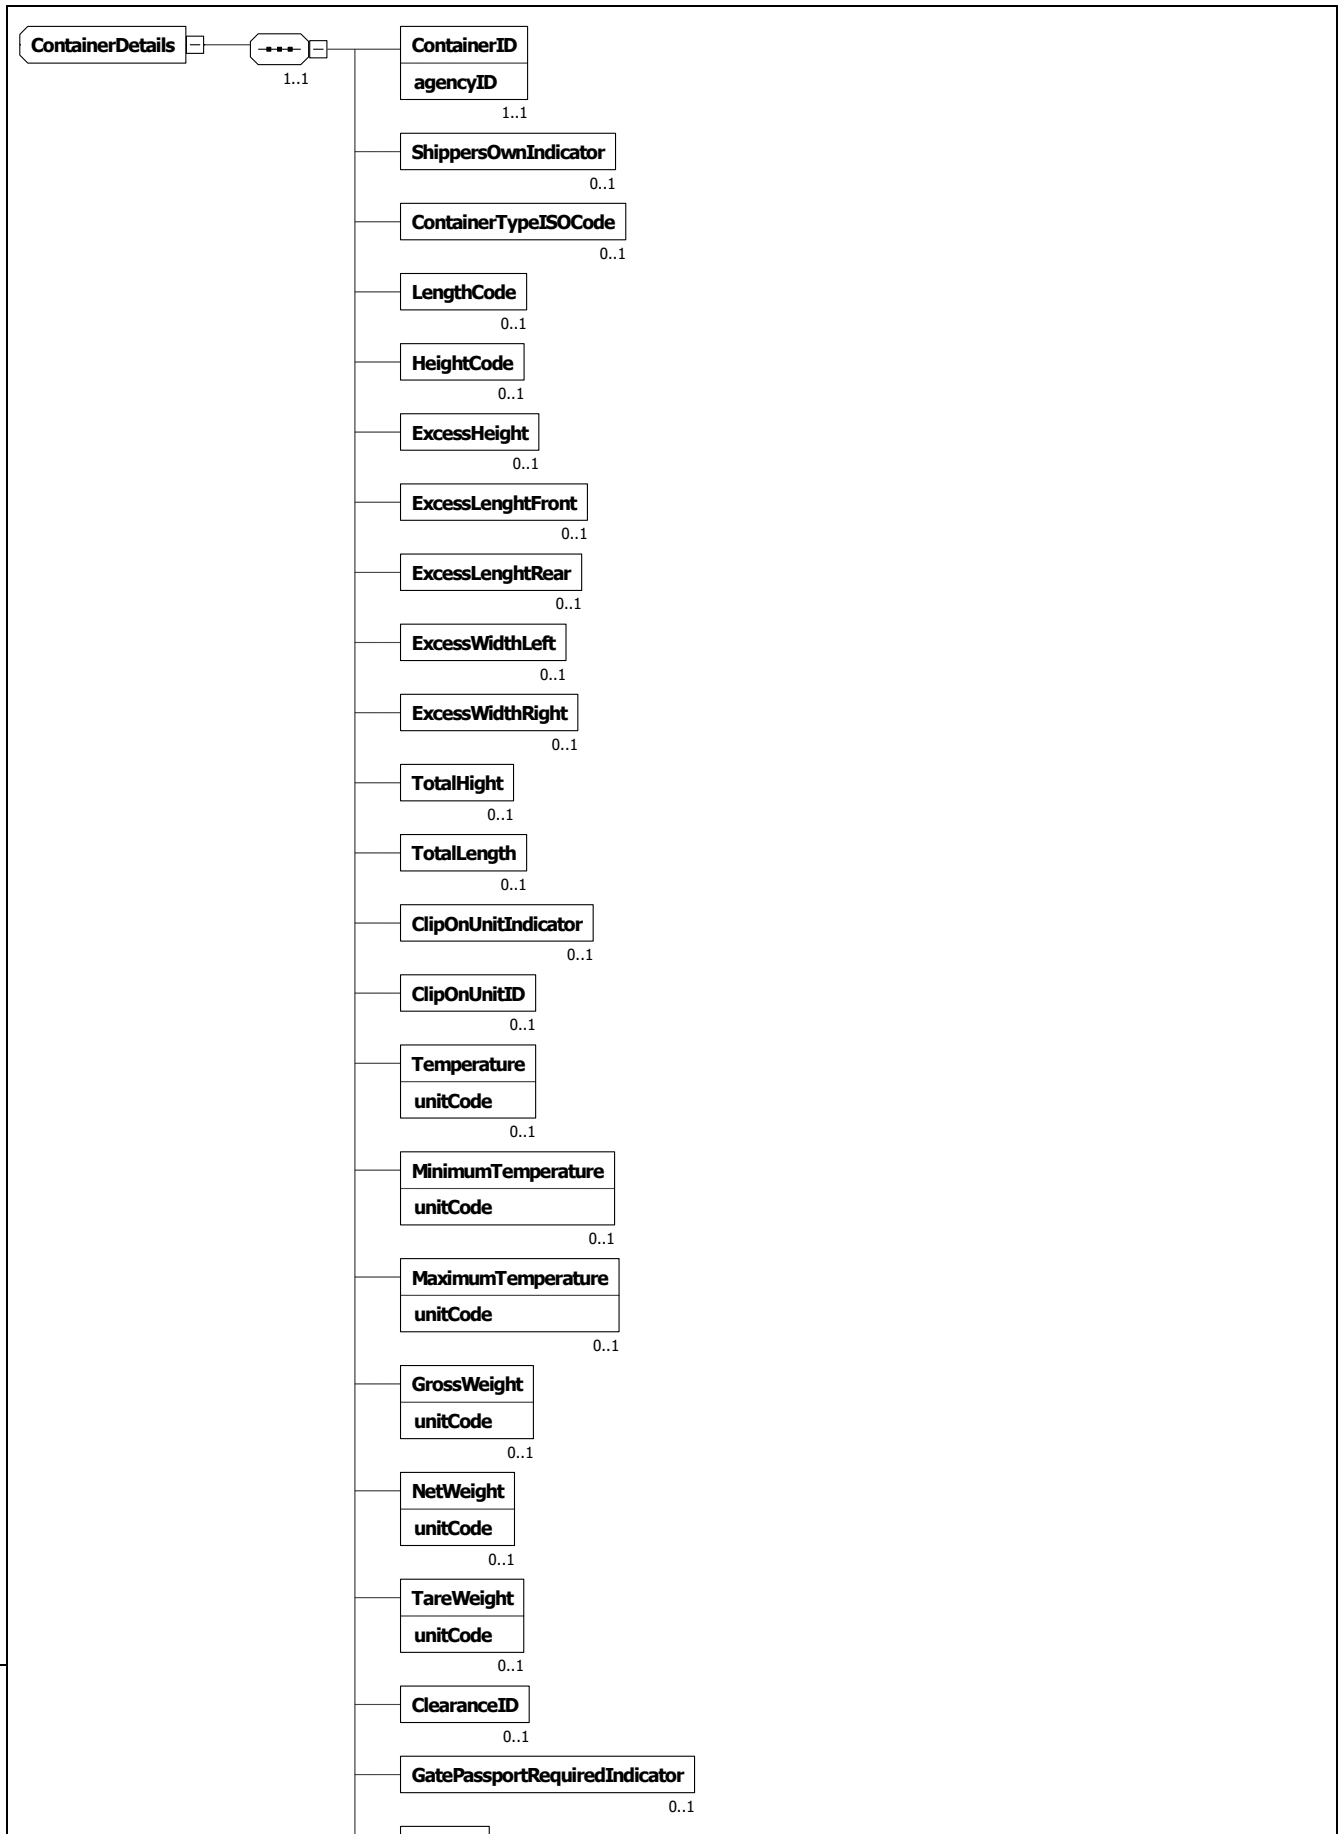 ContainerDetails
1..1
ContainerID
agencyID
1..1
ShippersOwnIndicator
0..1
ContainerTypeISOCode
0..1
LengthCode
0..1
HeightCode
0..1
ExcessHeight
0..1
ExcessLenghtFront
0..1
ExcessLenghtRear
0..1
ExcessWidthLeft
0..1
ExcessWidthRight
0..1
TotalHight
0..1
TotalLength
0..1
ClipOnUnitIndicator
0..1
ClipOnUnitID
0..1
Temperature
unitCode
0..1
MinimumTemperature
unitCode
0..1
MaximumTemperature
unitCode
0..1
GrossWeight
unitCode
0..1
NetWeight
unitCode
0..1
TareWeight
unitCode
0..1
ClearanceID
0..1
GatePassportRequiredIndicator
0..1